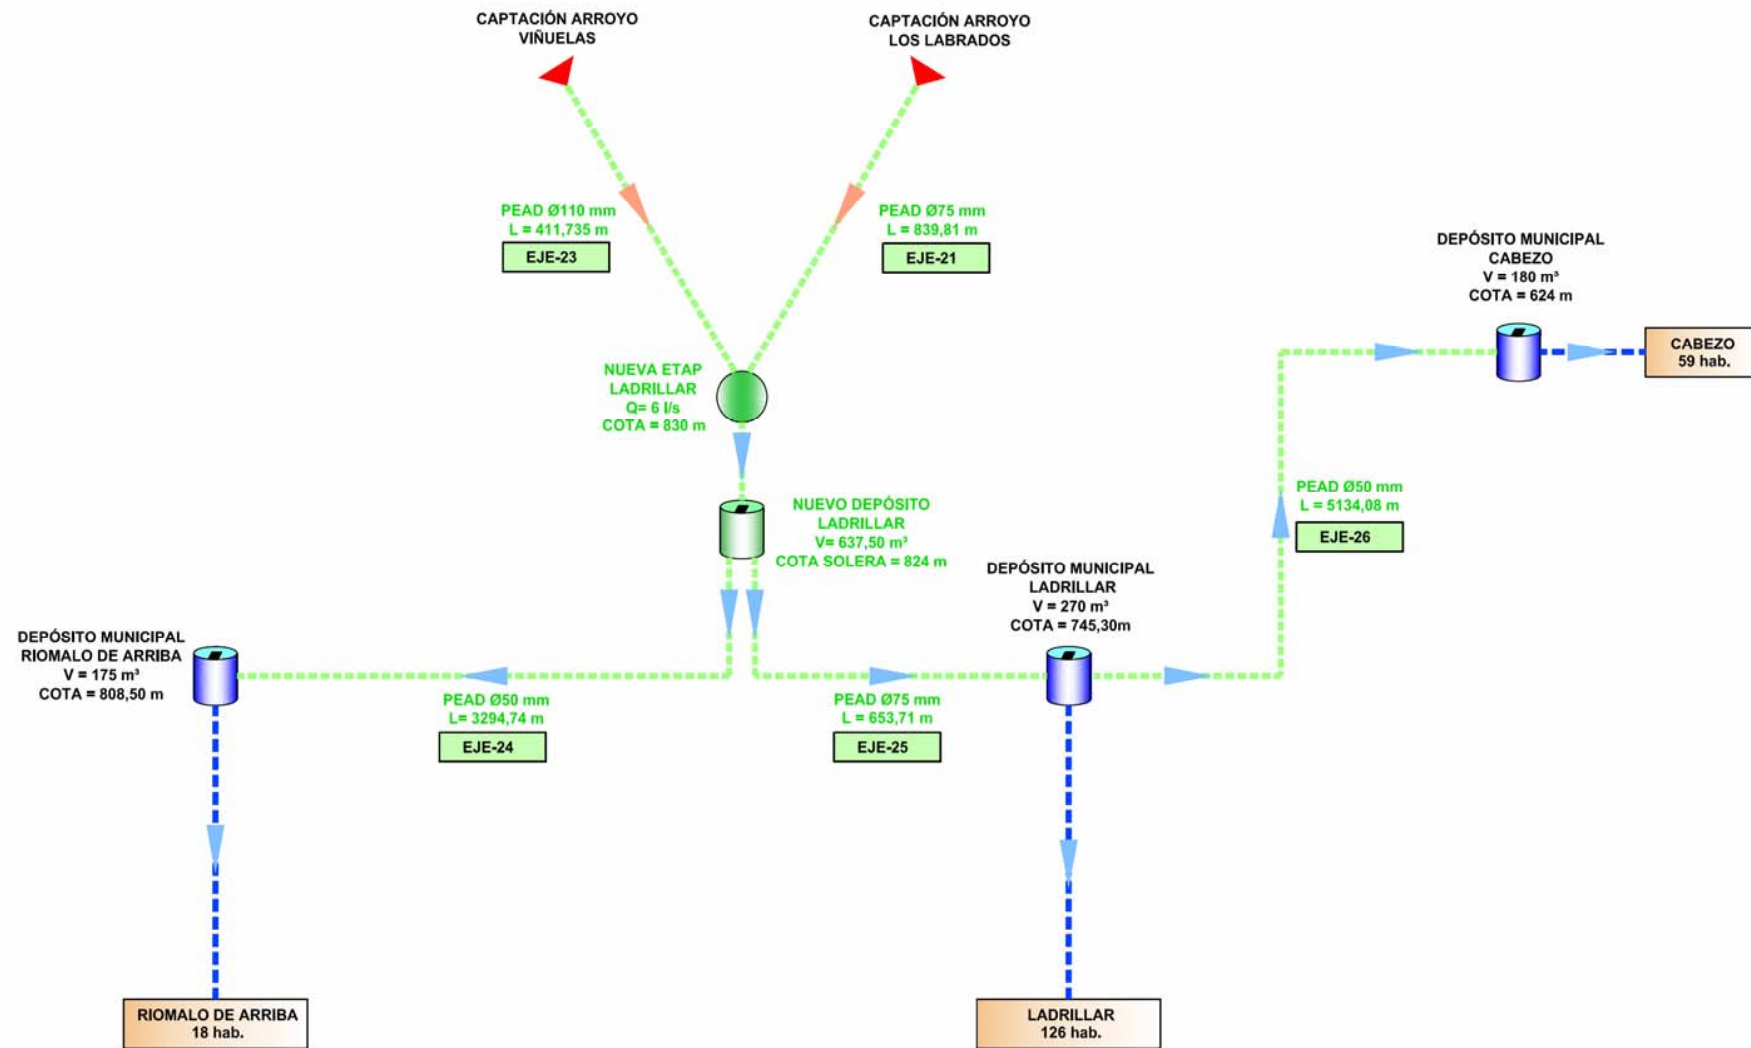 CAPTACIÓN ARROYO
VIÑUELAS
CAPTACIÓN ARROYO
LOS LABRADOS
PEAD Ø110 mm
L = 411,735 m
EJE-23
PEAD Ø75 mm
L = 839,81 m
EJE-21
DEPÓSITO MUNICIPAL
CABEZO
V = 180 m³
COTA = 624 m
CABEZO
59 hab.
NUEVA ETAP
LADRILLAR
Q= 6 l/s
COTA = 830 m
NUEVO DEPÓSITO
LADRILLAR
V= 637,50 m³
COTA SOLERA = 824 m
PEAD Ø50 mm
L = 5134,08 m
EJE-26
DEPÓSITO MUNICIPAL
LADRILLAR
V = 270 m³
COTA = 745,30m
DEPÓSITO MUNICIPAL
RIOMALO DE ARRIBA
V = 175 m³
COTA = 808,50 m
PEAD Ø50 mm
L= 3294,74 m
EJE-24
PEAD Ø75 mm
L = 653,71 m
EJE-25
RIOMALO DE ARRIBA
18 hab.
LADRILLAR
126 hab.